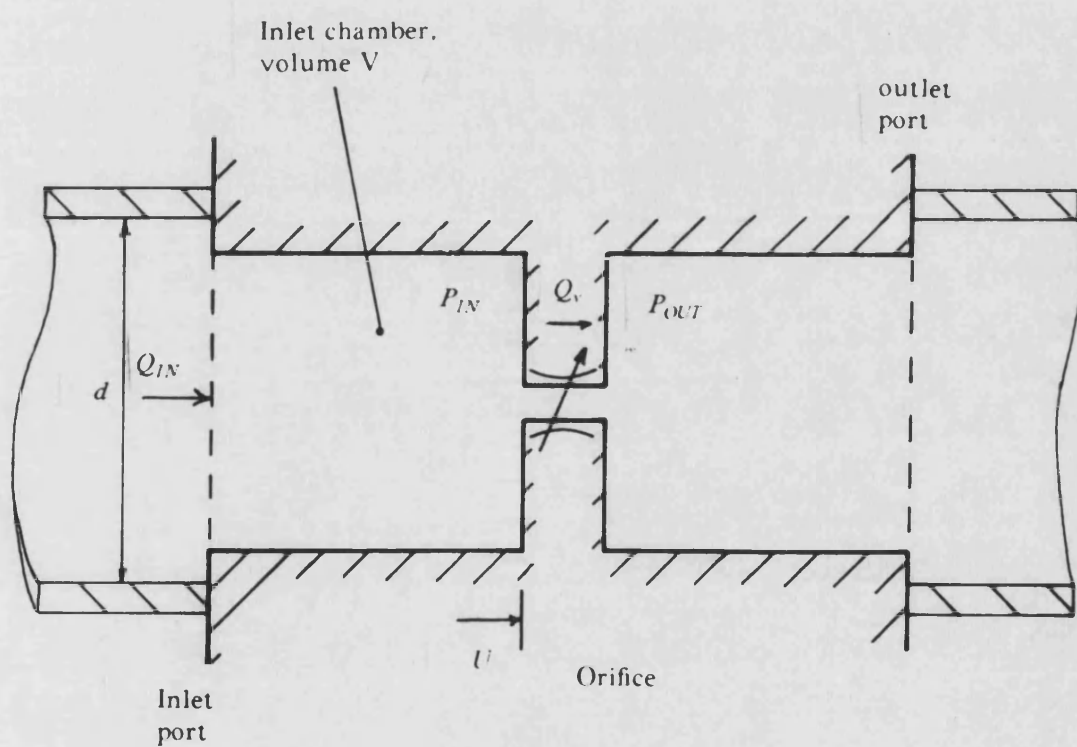 Inlet chamber,
volume V
outlet
port
P_IN
Q_v
P_OUT
Q_IN
d
U
Orifice
Inlet
port